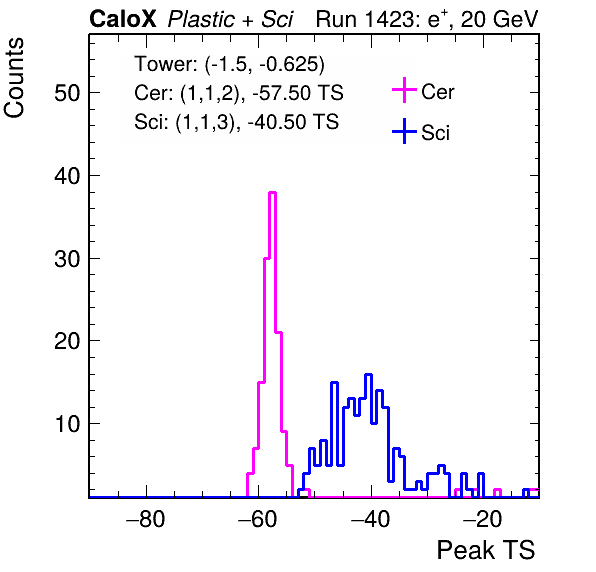 CaloX Plastic + Sci Run 1423: e⁺, 20 GeV
Counts
Tower: (-1.5, -0.625)
Cer: (1,1,2), -57.50 TS
Sci: (1,1,3), -40.50 TS
Cer
Sci
50
40
30
20
10
−80 −60 −40 −20
Peak TS